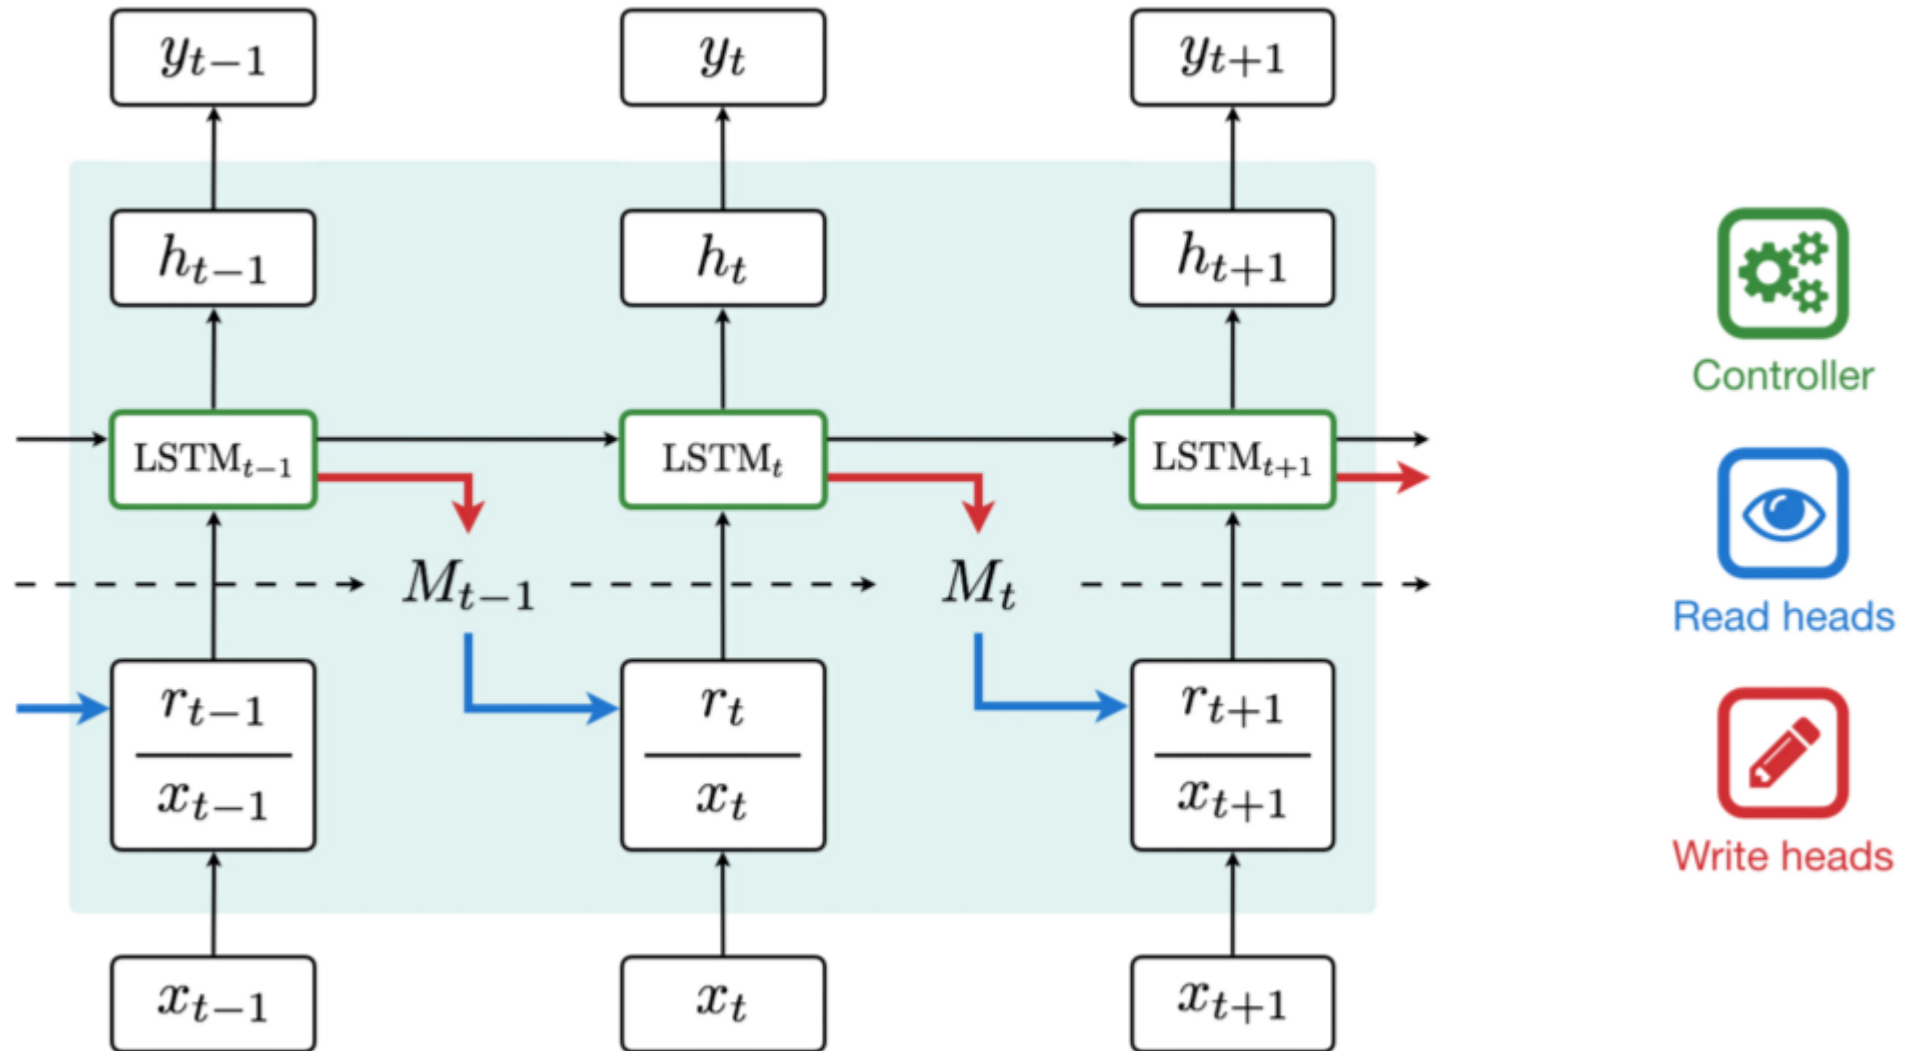 y_{t-1} y_t y_{t+1}
h_{t-1} h_t h_{t+1}
LSTM_{t-1} LSTM_t LSTM_{t+1}
M_{t-1} M_t
r_{t-1} r_t r_{t+1}
x_{t-1} x_t x_{t+1}
x_{t-1} x_t x_{t+1}
Controller
Read heads
Write heads